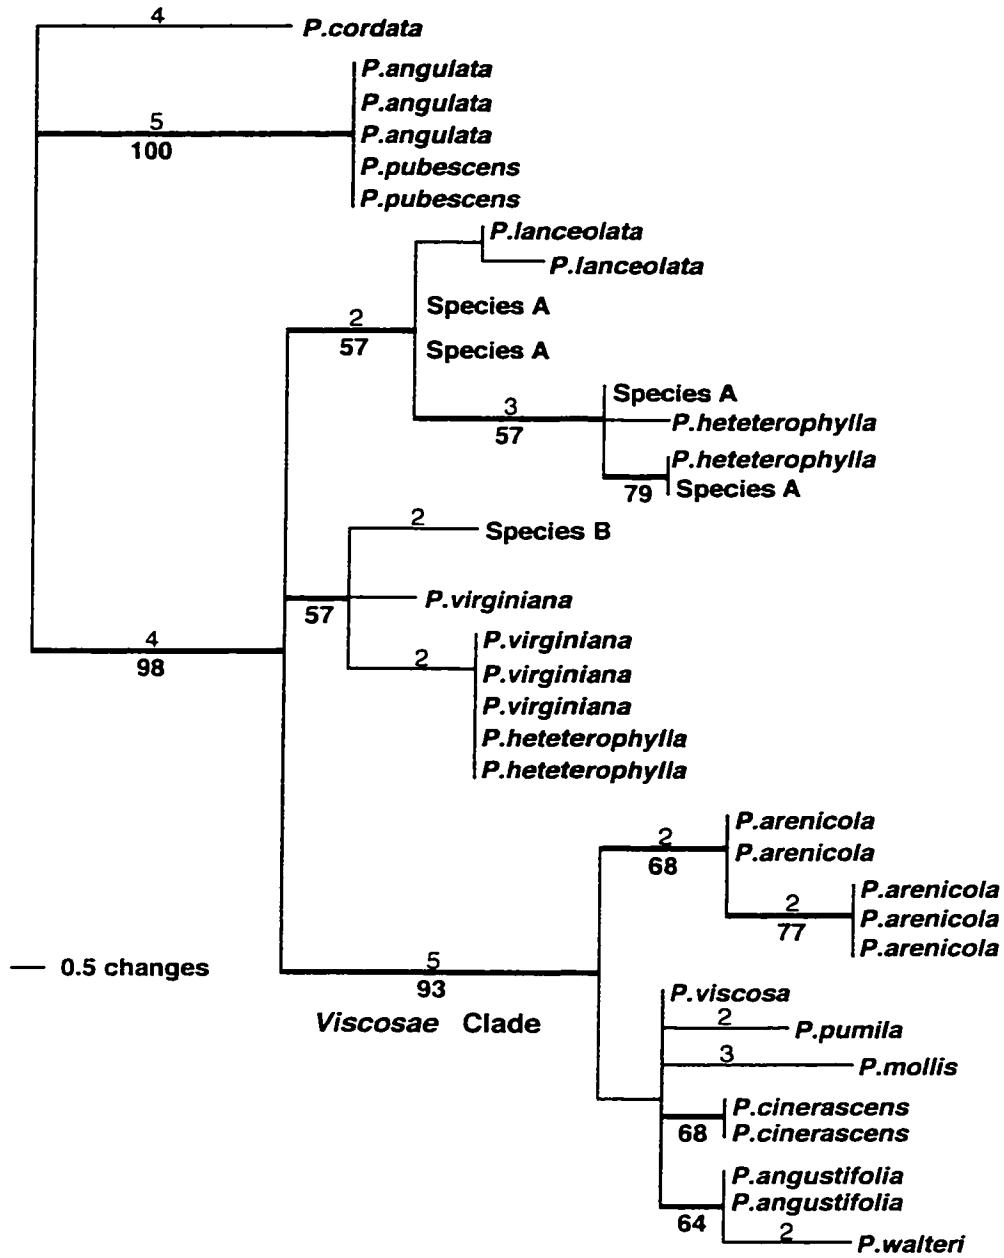 4
P.cordata
P.angulata
P.angulata
5
P.angulata
100
P.pubescens
P.pubescens
P.lanceolata
P.lanceolata
Species A
2
57
Species A
Species A
3
P.heteterophylla
57
P.heteterophylla
79
Species A
2
Species B
P.virginiana
57
P.virginiana
4
98
2
P.virginiana
P.virginiana
P.heteterophylla
P.heteterophylla
P.arenicola
2
P.arenicola
68
P.arenicola
2
P.arenicola
77
P.arenicola
0.5 changes
5
93
Viscosae Clade
P.viscosa
2
P.pumila
3
P.mollis
P.cinerascens
68
P.cinerascens
P.angustifolia
P.angustifolia
64
2
P.walteri